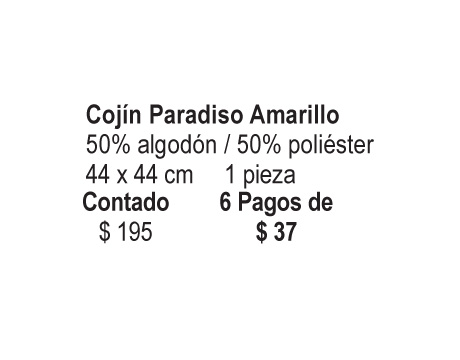 Cojín Paradiso Amarillo
50% algodón / 50% poliéster
44 x 44 cm 1 pieza
Contado 6 Pagos de
$ 195 $ 37